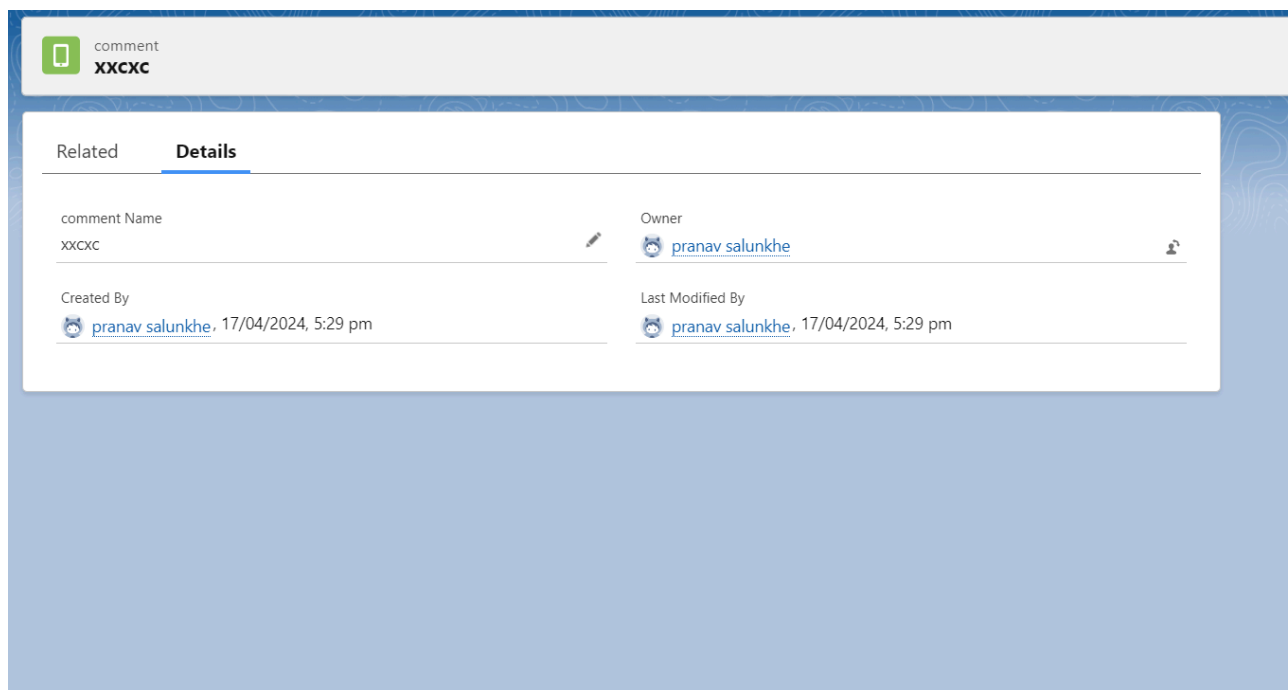 comment
xxcxc
Related Details
comment Name
xxcxc
Owner
pranav salunkhe
Created By
pranav salunkhe, 17/04/2024, 5:29 pm
Last Modified By
pranav salunkhe, 17/04/2024, 5:29 pm